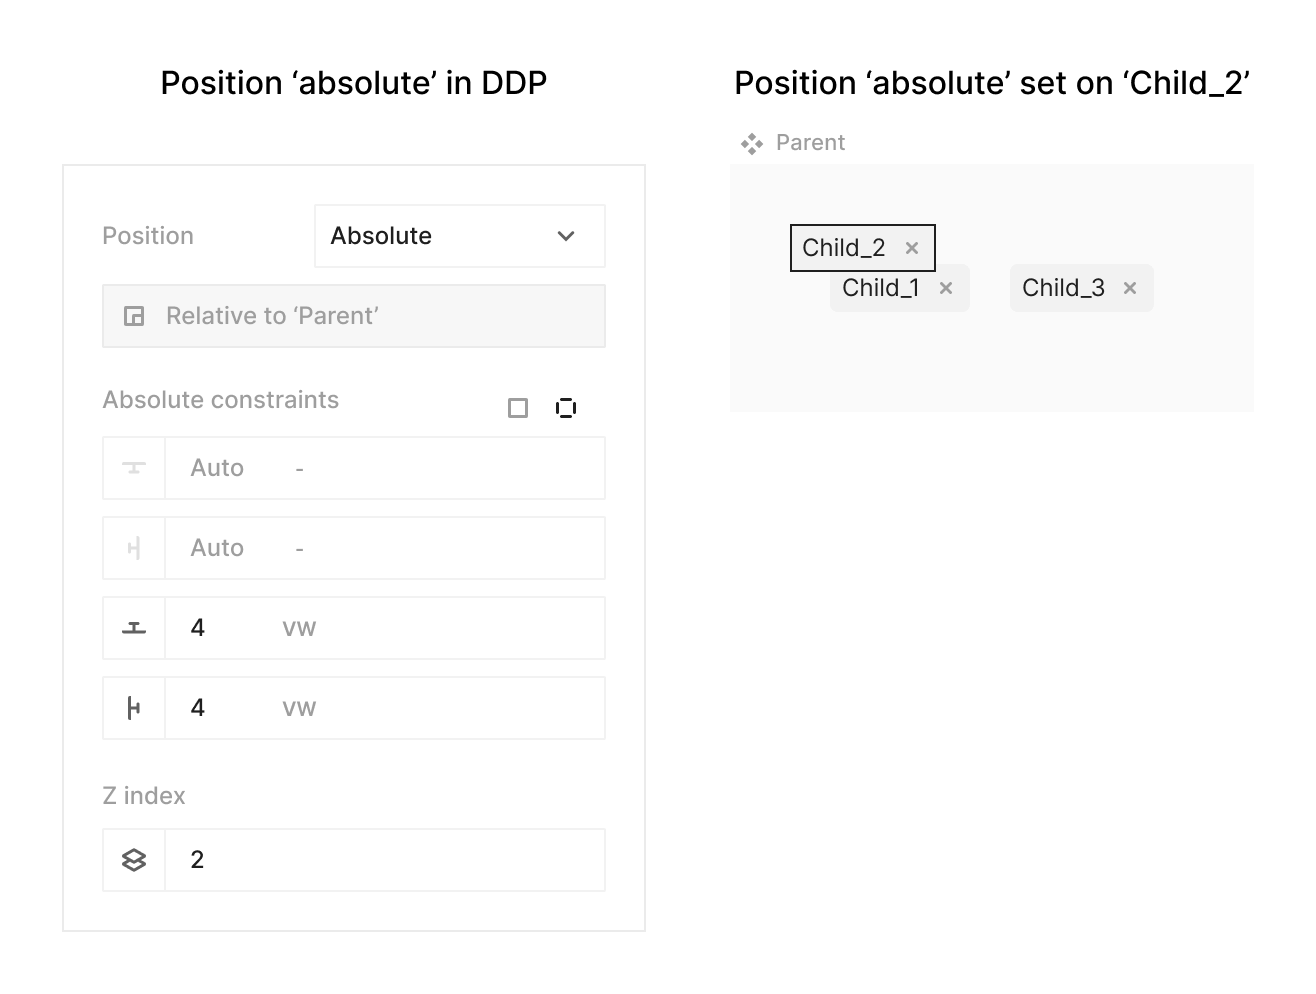 Position ‘absolute’ in DDP
Position Absolute
Relative to ‘Parent’
Absolute constraints
Auto -
Auto -
4 vw
4 vw
Z index
2
Position ‘absolute’ set on ‘Child_2’
Parent
Child_2 ×
Child_1 × Child_3 ×